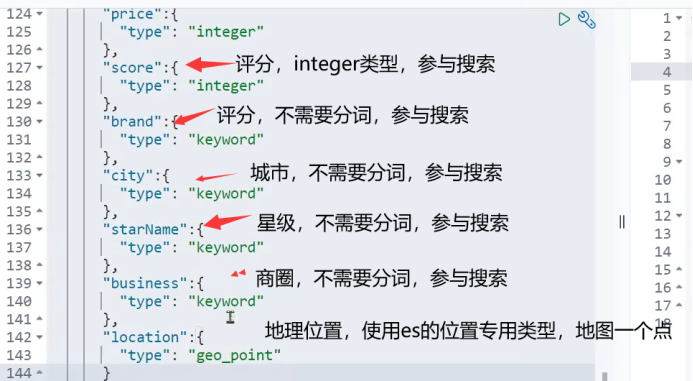 124 "price":{
125 "type": "integer"
126 },
127 "score":{ 评分，integer类型，参与搜索
128 "type": "integer"
129 },
130 "brand":{ 评分，不需要分词，参与搜索
131 "type": "keyword"
132 },
133 "city":{ 城市，不需要分词，参与搜索
134 "type": "keyword"
135 },
136 "starName":{ 星级，不需要分词，参与搜索
137 "type": "keyword"
138 },
139 "business":{ 商圈，不需要分词，参与搜索
140 "type": "keyword"
141 },
142 "location":{ 地理位置，使用es的位置专用类型，地图一个点
143 "type": "geo_point"
144 }
1
2
3
4
5
6
7
8
9
10
11
12
13
14
15
16
17